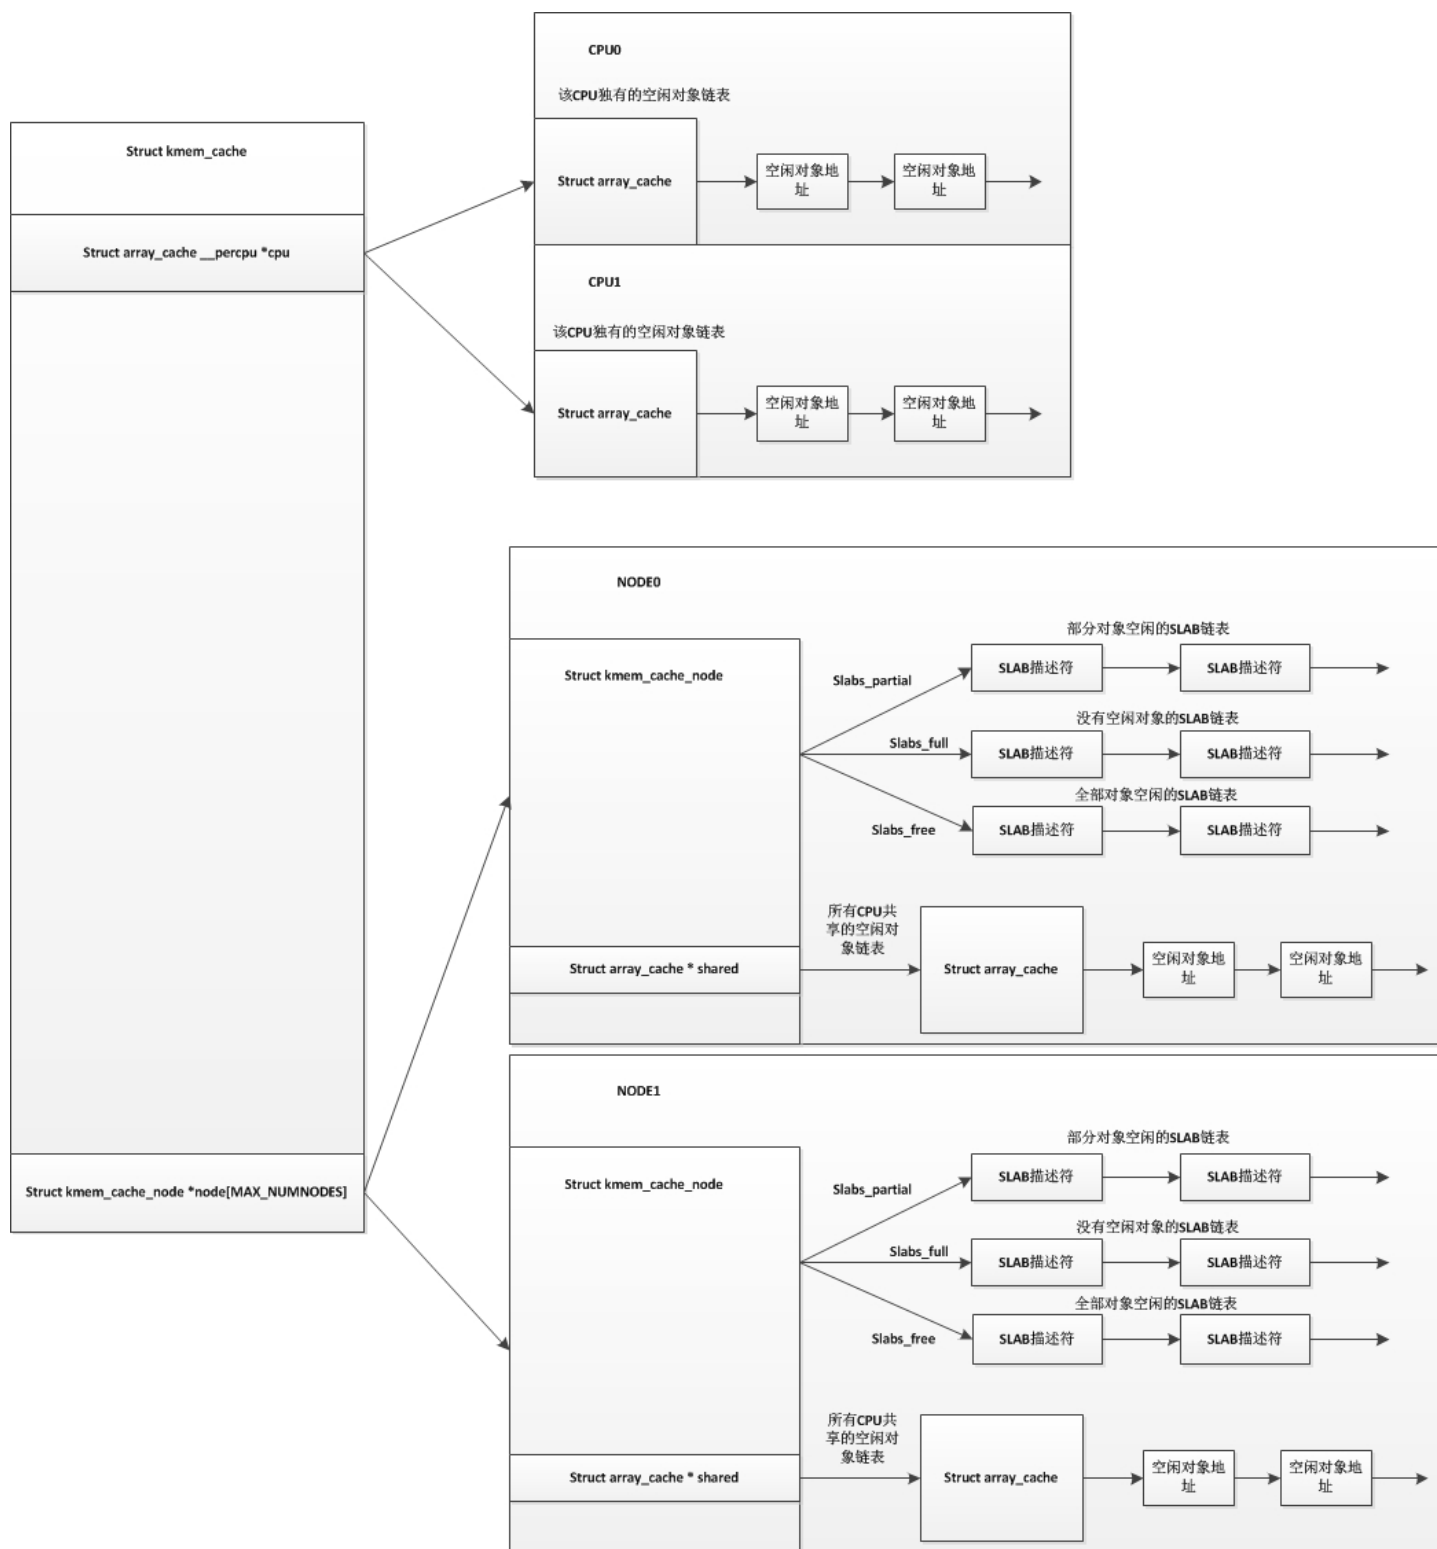 Struct kmem_cache
Struct array_cache __percpu *cpu
Struct kmem_cache_node *node[MAX_NUMNODES]
CPU0
该CPU独有的空闲对象链表
Struct array_cache
空闲对象地
址
空闲对象地
址
CPU1
该CPU独有的空闲对象链表
Struct array_cache
空闲对象地
址
空闲对象地
址
NODE0
Struct kmem_cache_node
部分对象空闲的SLAB链表
Slabs_partial
SLAB描述符
SLAB描述符
没有空闲对象的SLAB链表
Slabs_full
SLAB描述符
SLAB描述符
全部对象空闲的SLAB链表
Slabs_free
SLAB描述符
SLAB描述符
Struct array_cache * shared
所有CPU共
享的空闲对
象链表
Struct array_cache
空闲对象地
址
空闲对象地
址
NODE1
Struct kmem_cache_node
部分对象空闲的SLAB链表
Slabs_partial
SLAB描述符
SLAB描述符
没有空闲对象的SLAB链表
Slabs_full
SLAB描述符
SLAB描述符
全部对象空闲的SLAB链表
Slabs_free
SLAB描述符
SLAB描述符
Struct array_cache * shared
所有CPU共
享的空闲对
象链表
Struct array_cache
空闲对象地
址
空闲对象地
址